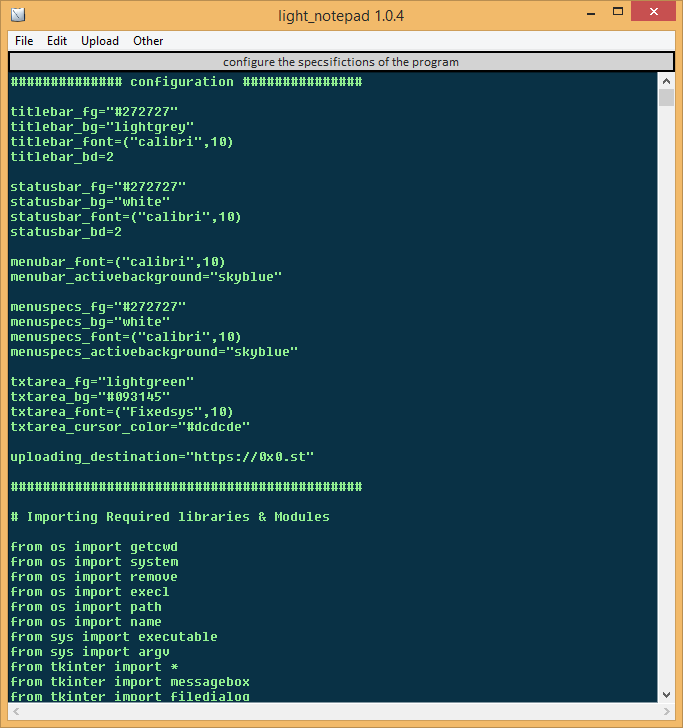 light_notepad 1.0.4
File Edit Upload Other
configure the specsifictions of the program
############## configuration ###############
titlebar_fg="#272727"
titlebar_bg="lightgrey"
titlebar_font=("calibri",10)
titlebar_bd=2
statusbar_fg="#272727"
statusbar_bg="white"
statusbar_font=("calibri",10)
statusbar_bd=2
menubar_font=("calibri",10)
menubar_activebackground="skyblue"
menuspecs_fg="#272727"
menuspecs_bg="white"
menuspecs_font=("calibri",10)
menuspecs_activebackground="skyblue"
txtarea_fg="lightgreen"
txtarea_bg="#093145"
txtarea_font=("Fixedsys",10)
txtarea_cursor_color="#dcdcde"
uploading_destination="https://0x0.st"
############################################
# Importing Required libraries & Modules
from os import getcwd
from os import system
from os import remove
from os import execl
from os import path
from os import name
from sys import executable
from sys import argv
from tkinter import *
from tkinter import messagebox
from tkinter import filedialog